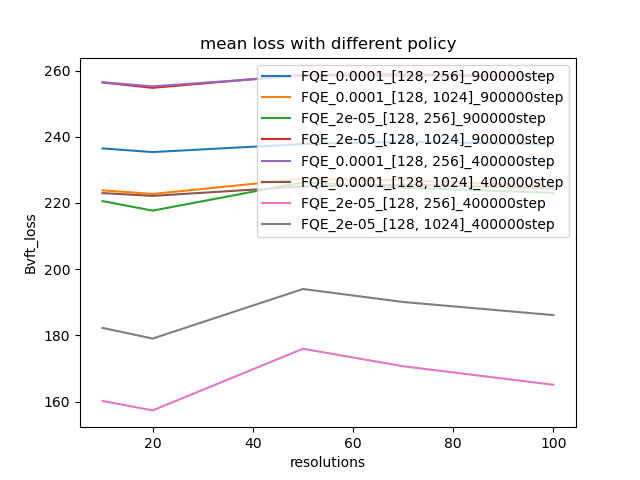 mean loss with different policy
260
240
220
200
180
160
Bvft_loss
FQE_0.0001_[128, 256]_900000step
FQE_0.0001_[128, 1024]_900000step
FQE_2e-05_[128, 256]_900000step
FQE_2e-05_[128, 1024]_900000step
FQE_0.0001_[128, 256]_400000step
FQE_0.0001_[128, 1024]_400000step
FQE_2e-05_[128, 256]_400000step
FQE_2e-05_[128, 1024]_400000step
20 40 60 80 100
resolutions